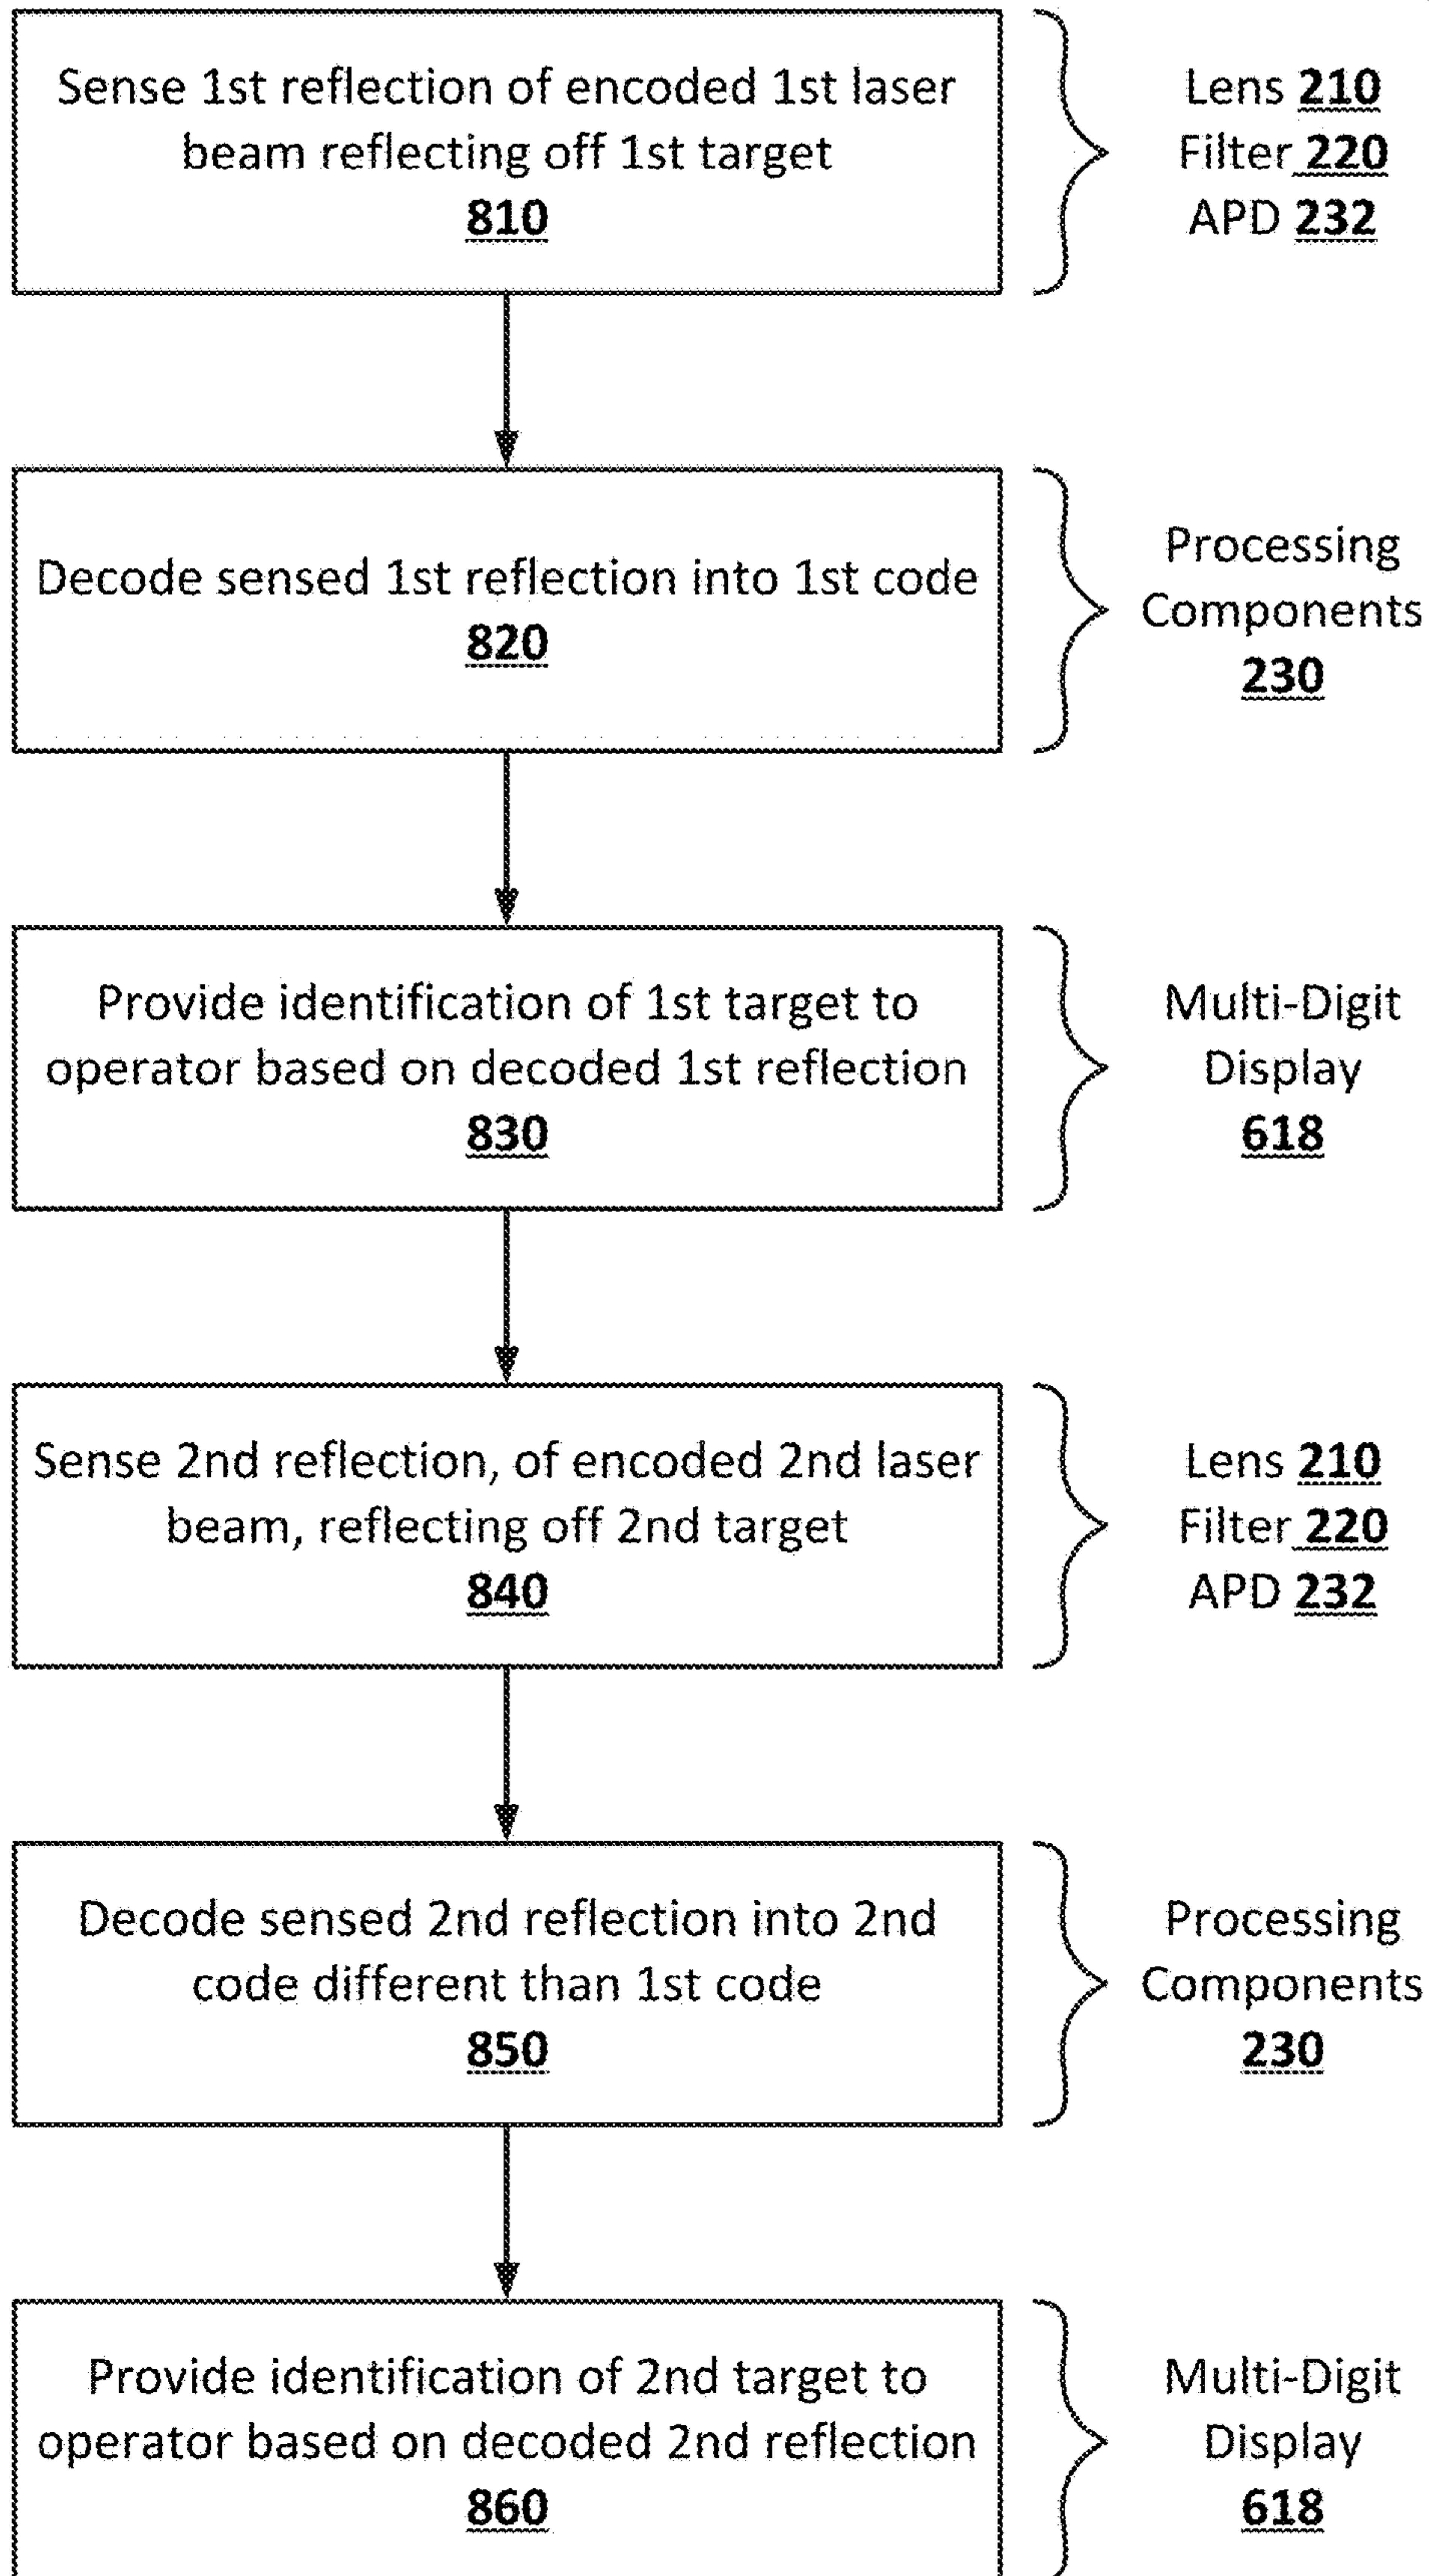 Sense 1st reflection of encoded 1st laser
beam reflecting off 1st target
810
Lens 210
Filter 220
APD 232
Decode sensed 1st reflection into 1st code
820
Processing
Components
230
Provide identification of 1st target to
operator based on decoded 1st reflection
830
Multi-Digit
Display
618
Sense 2nd reflection, of encoded 2nd laser
beam, reflecting off 2nd target
840
Lens 210
Filter 220
APD 232
Decode sensed 2nd reflection into 2nd
code different than 1st code
850
Processing
Components
230
Provide identification of 2nd target to
operator based on decoded 2nd reflection
860
Multi-Digit
Display
618